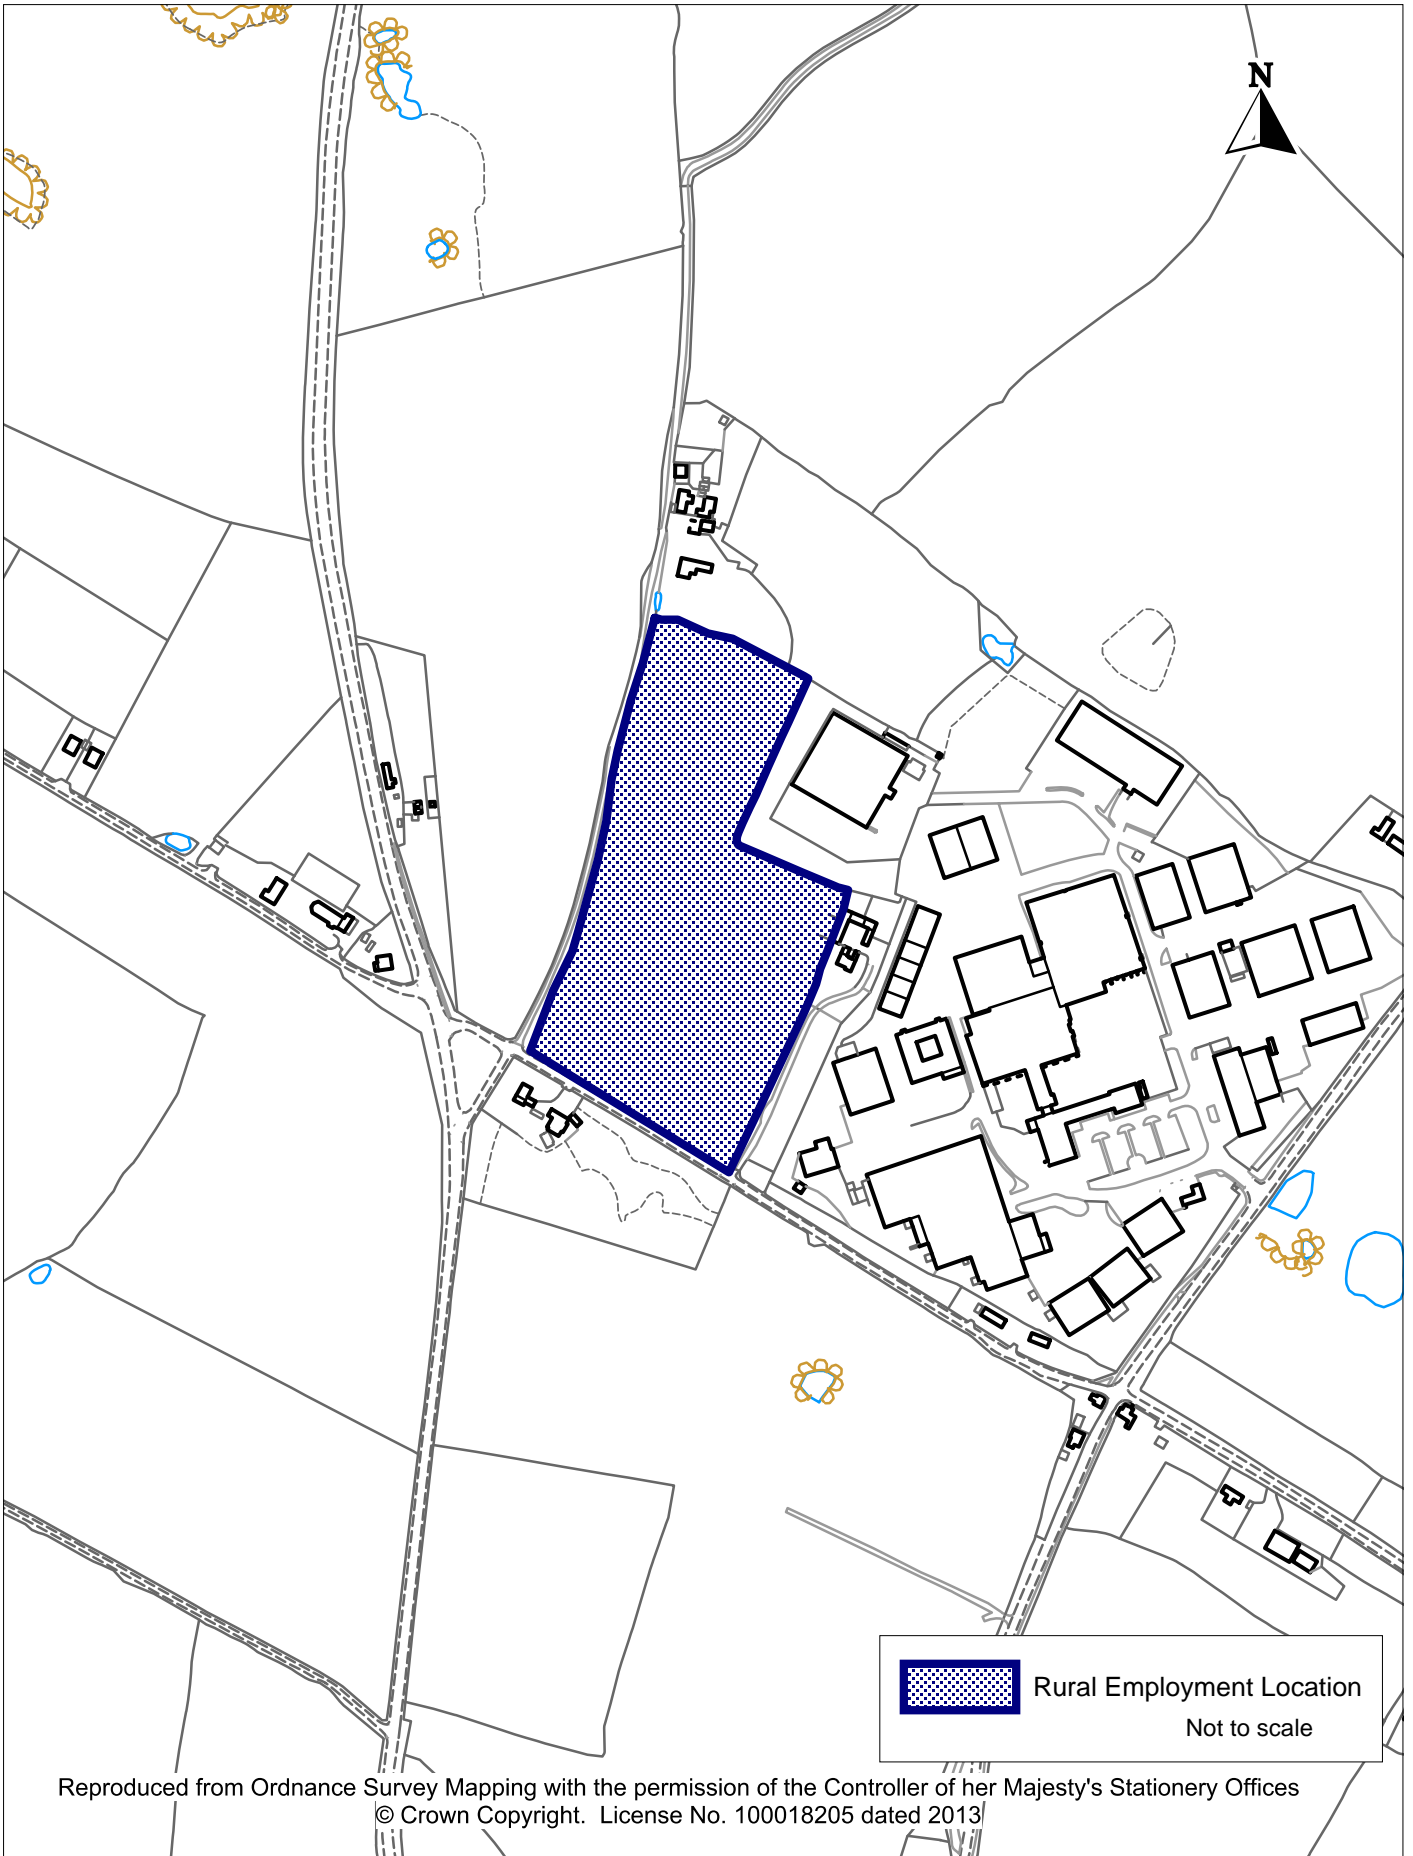 N
Rural Employment Location
Not to scale
Reproduced from Ordnance Survey Mapping with the permission of the Controller of her Majesty's Stationery Offices
© Crown Copyright.  License No. 100018205 dated 2013